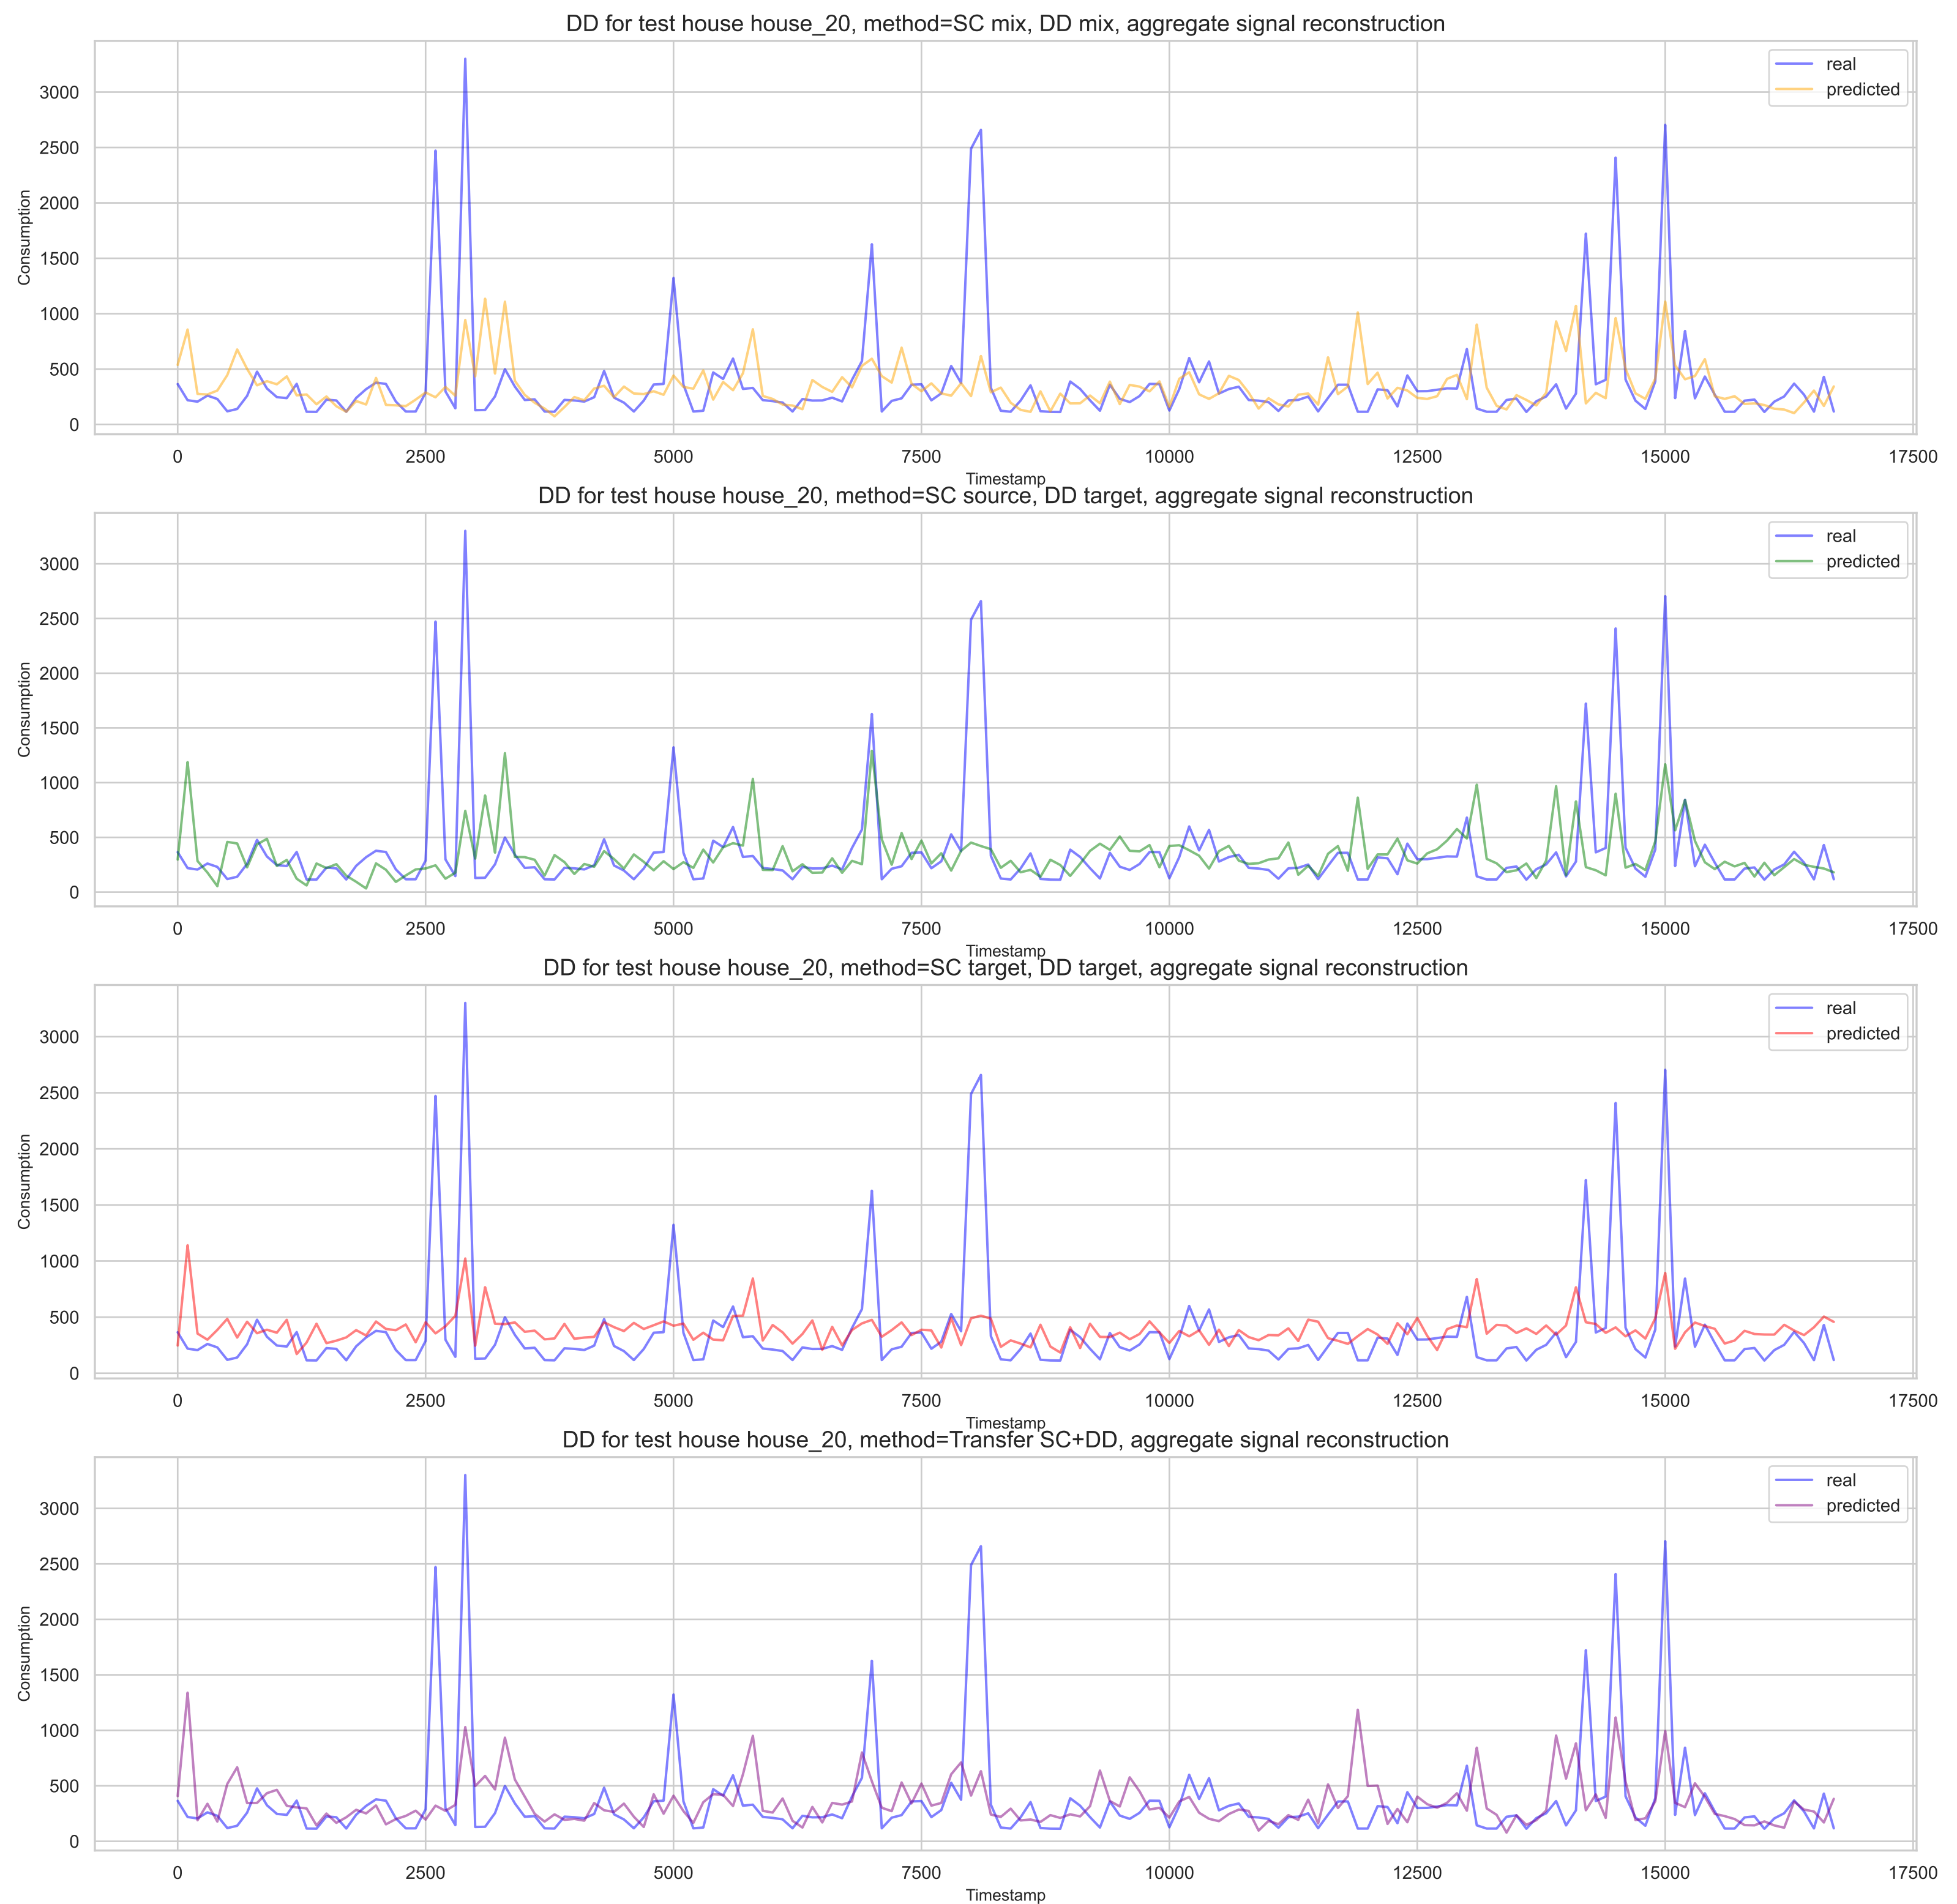 DD for test house house_20, method=SC mix, DD mix, aggregate signal reconstruction
real
predicted
Consumption
3000
2500
2000
1500
1000
500
0
0 2500 5000 7500 10000 12500 15000 17500
Timestamp
DD for test house house_20, method=SC source, DD target, aggregate signal reconstruction
real
predicted
Consumption
3000
2500
2000
1500
1000
500
0
0 2500 5000 7500 10000 12500 15000 17500
Timestamp
DD for test house house_20, method=SC target, DD target, aggregate signal reconstruction
real
predicted
Consumption
3000
2500
2000
1500
1000
500
0
0 2500 5000 7500 10000 12500 15000 17500
Timestamp
DD for test house house_20, method=Transfer SC+DD, aggregate signal reconstruction
real
predicted
Consumption
3000
2500
2000
1500
1000
500
0
0 2500 5000 7500 10000 12500 15000 17500
Timestamp